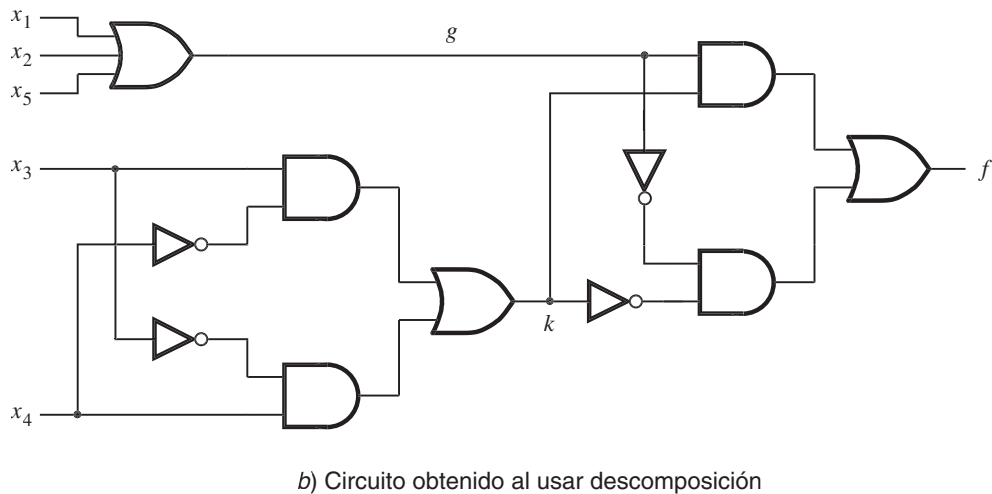 x1
g
x2
x5
x3
f
k
x4
b) Circuito obtenido al usar descomposición